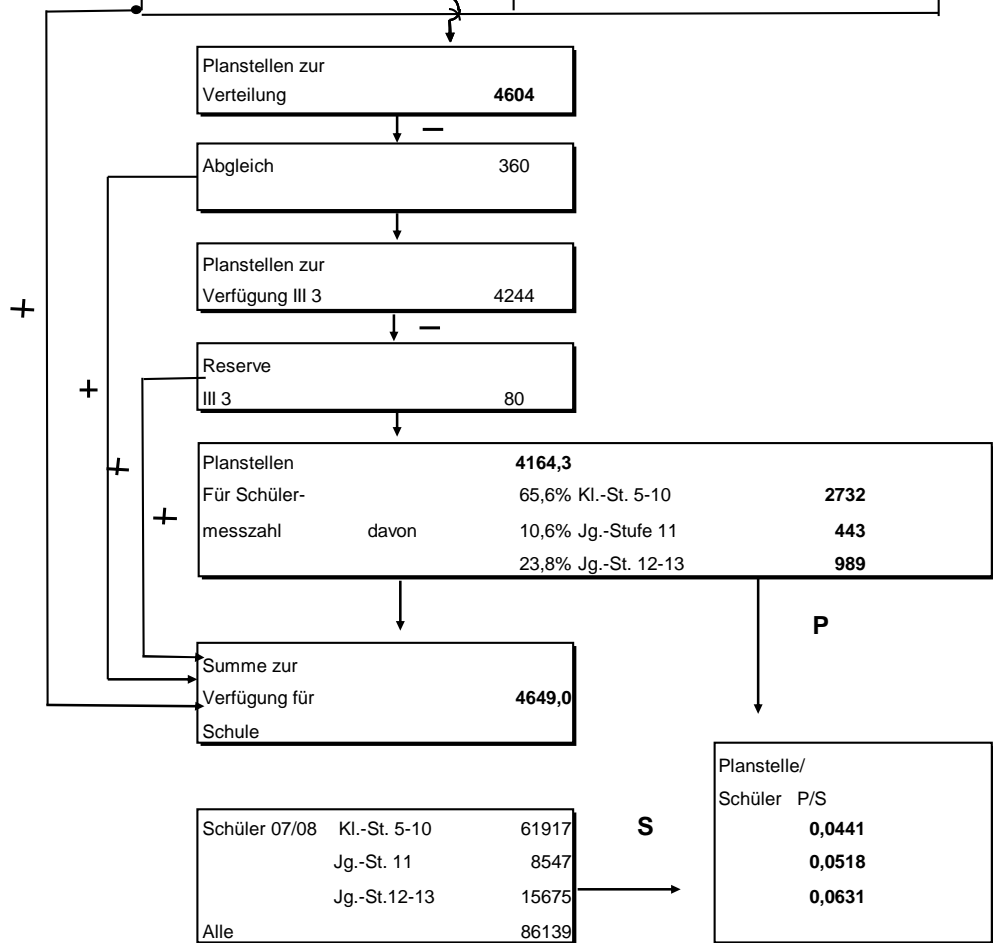 Planstellen zur
Verteilung 4604
–
Abgleich 360
Planstellen zur
Verfügung III 3 4244
–
+
Reserve
III 3 80
+
Planstellen 4164,3
+
Für Schüler- 65,6% Kl.-St. 5-10 2732
+
messzahl davon 10,6% Jg.-Stufe 11 443
23,8% Jg.-St. 12-13 989
P
Summe zur
Verfügung für 4649,0
Schule
Planstelle/
Schüler P/S
Schüler 07/08 Kl.-St. 5-10 61917 S 0,0441
Jg.-St. 11 8547 0,0518
Jg.-St.12-13 15675 0,0631
Alle 86139